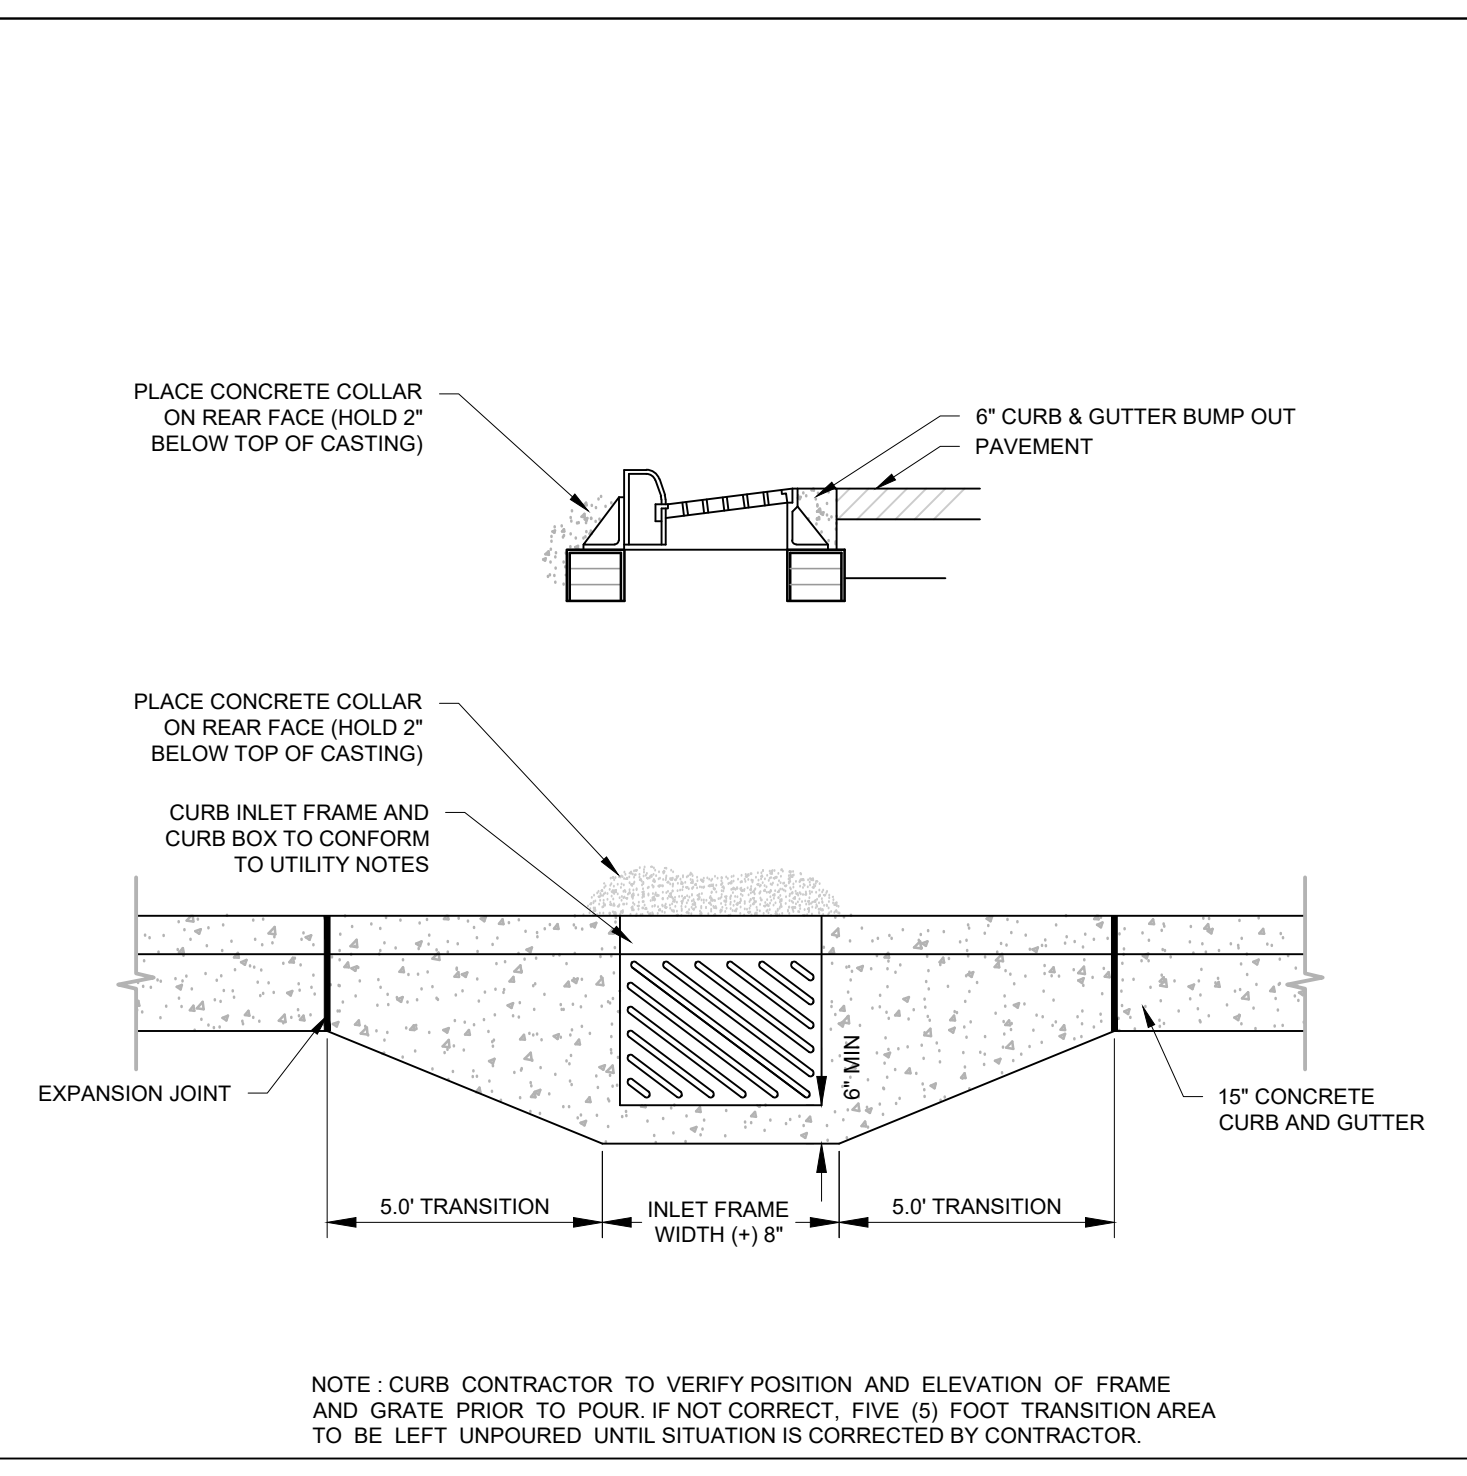 PLACE CONCRETE COLLAR
ON REAR FACE (HOLD 2"
BELOW TOP OF CASTING)
6" CURB & GUTTER BUMP OUT
PAVEMENT
PLACE CONCRETE COLLAR
ON REAR FACE (HOLD 2"
BELOW TOP OF CASTING)
CURB INLET FRAME AND
CURB BOX TO CONFORM
TO UTILITY NOTES
6" MIN
EXPANSION JOINT
15" CONCRETE
CURB AND GUTTER
5.0' TRANSITION
INLET FRAME
WIDTH (+) 8"
5.0' TRANSITION
NOTE : CURB CONTRACTOR TO VERIFY POSITION AND ELEVATION OF FRAME
AND GRATE PRIOR TO POUR. IF NOT CORRECT, FIVE (5) FOOT TRANSITION AREA
TO BE LEFT UNPOURED UNTIL SITUATION IS CORRECTED BY CONTRACTOR.